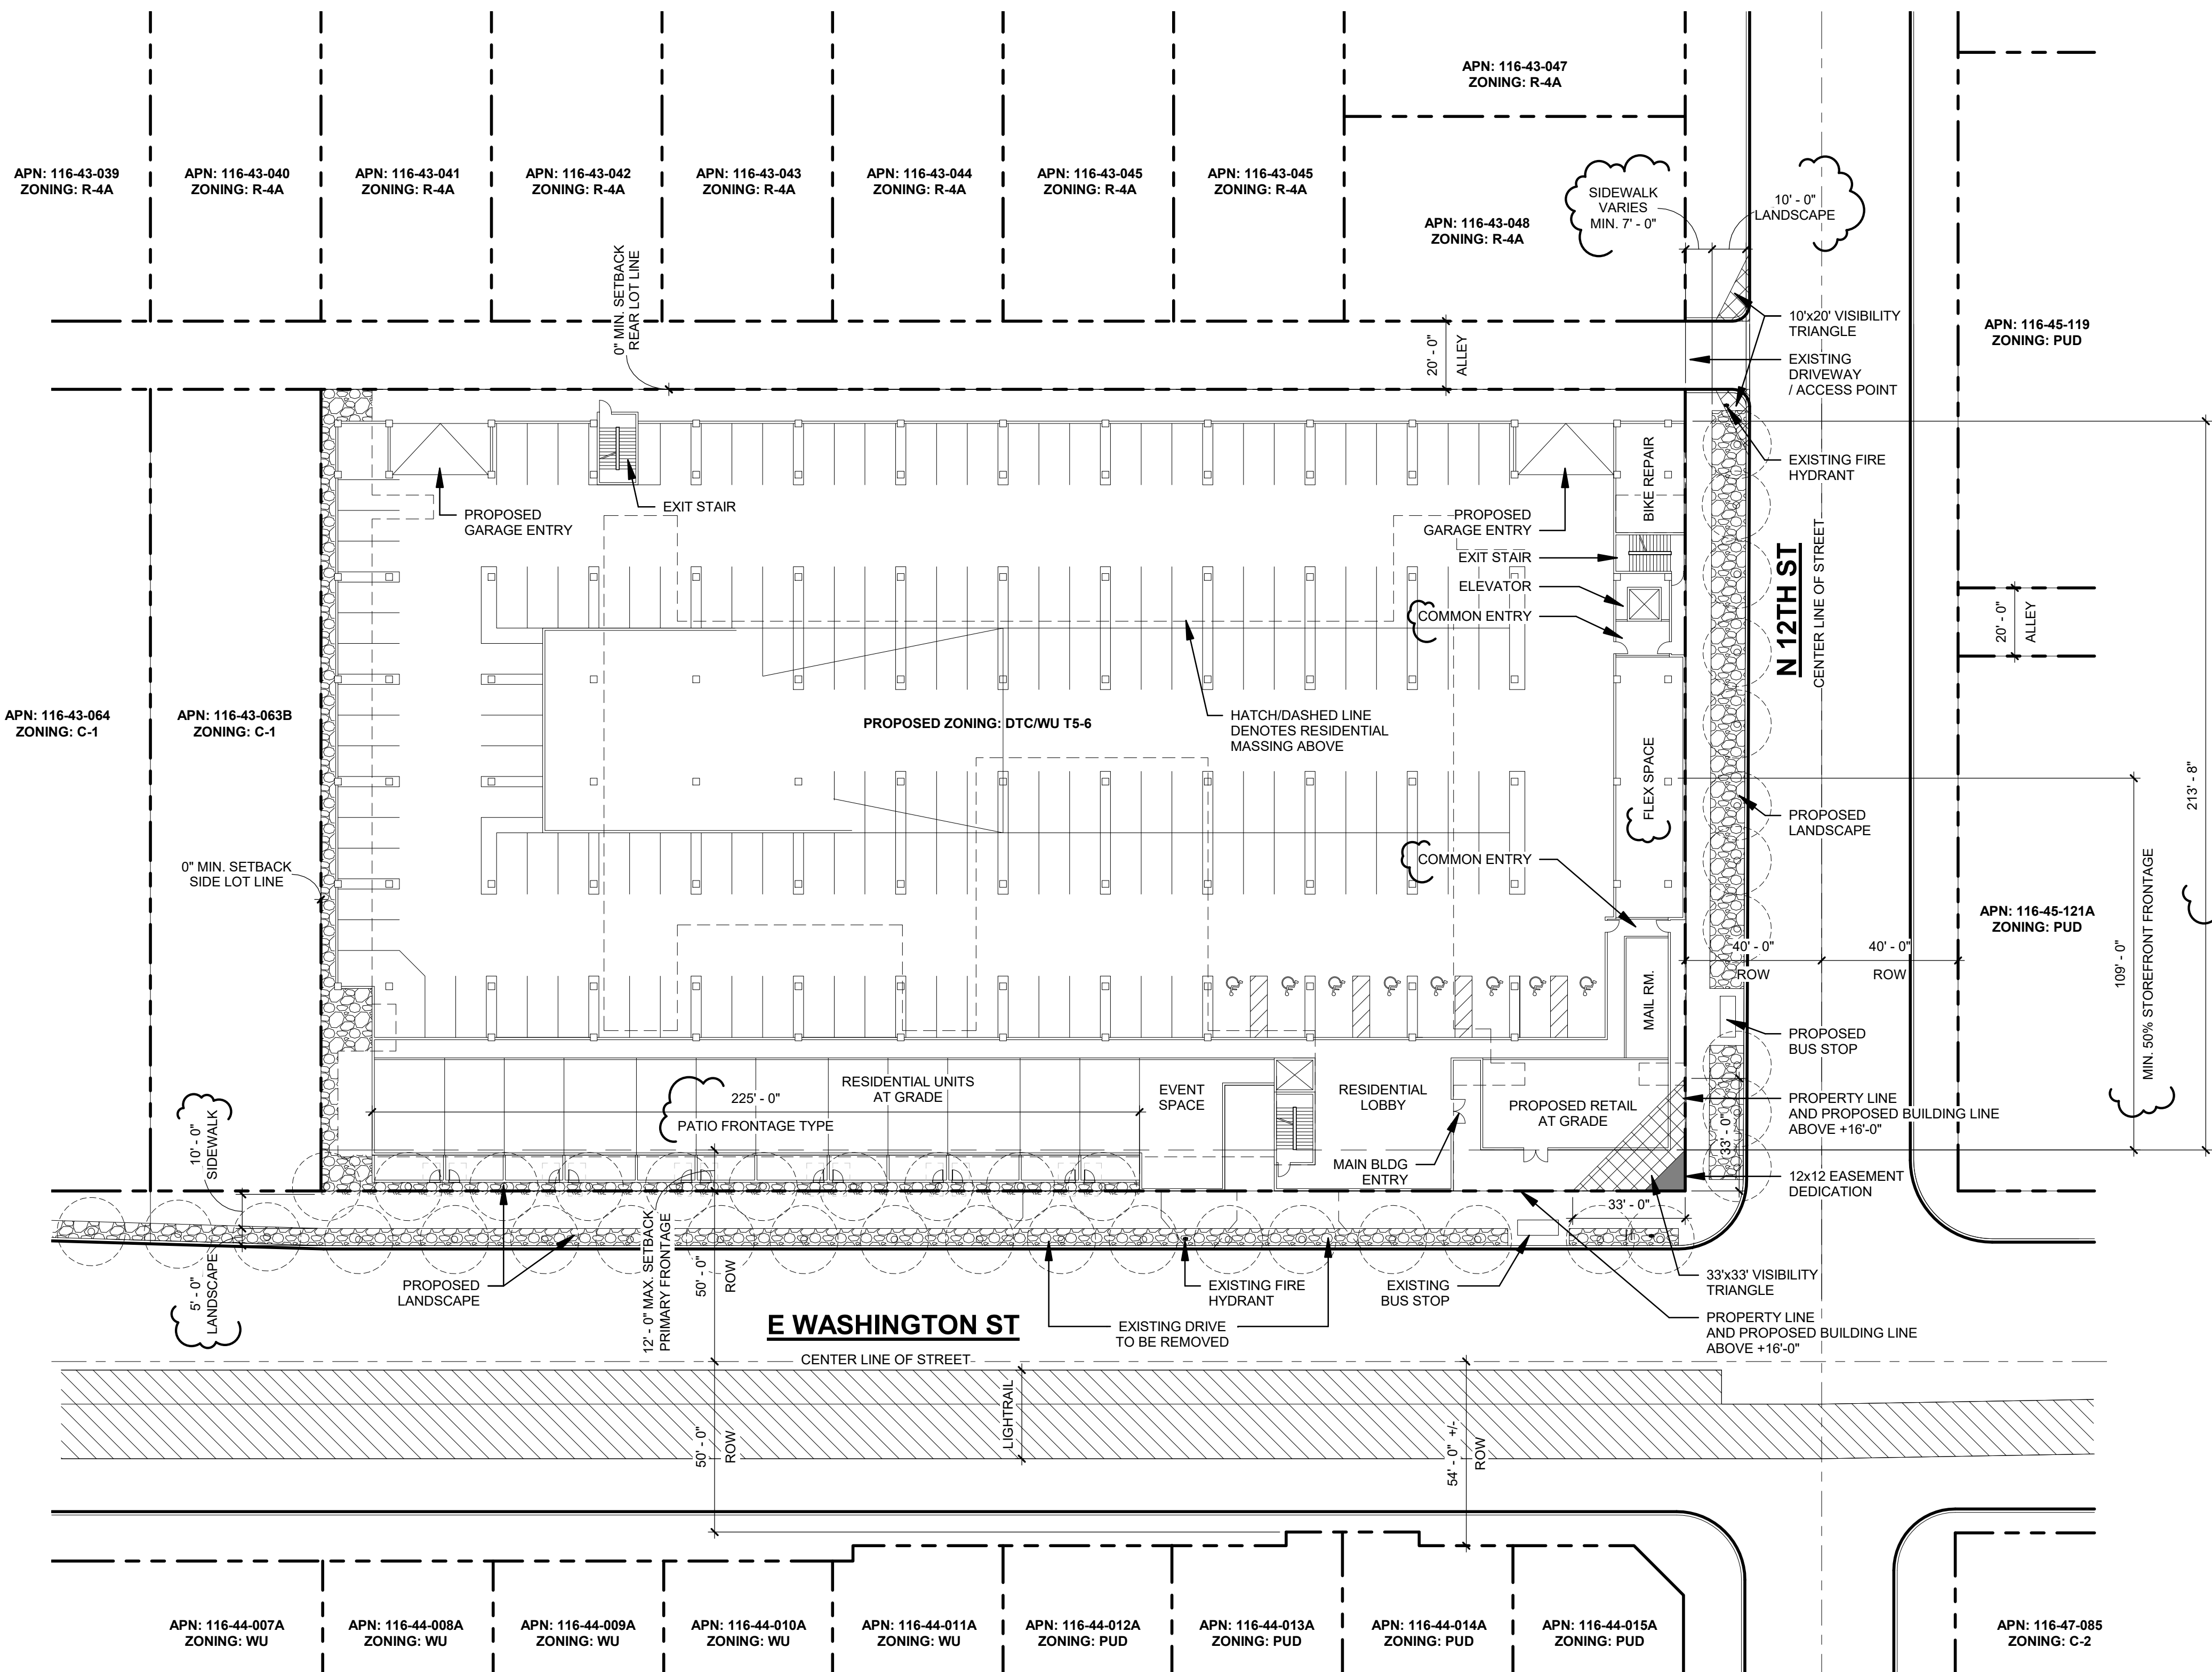 APN: 116-43-047
ZONING: R-4A
APN: 116-43-039
ZONING: R-4A
APN: 116-43-040
ZONING: R-4A
APN: 116-43-041
ZONING: R-4A
APN: 116-43-042
ZONING: R-4A
APN: 116-43-043
ZONING: R-4A
APN: 116-43-044
ZONING: R-4A
APN: 116-43-045
ZONING: R-4A
APN: 116-43-045
ZONING: R-4A
APN: 116-43-048
ZONING: R-4A
SIDEWALK
VARIES
MIN. 7' - 0"
10' - 0"
LANDSCAPE
0" MIN. SETBACK
REAR LOT LINE
20' - 0"
ALLEY
10'x20' VISIBILITY
TRIANGLE
EXISTING
DRIVEWAY
/ ACCESS POINT
APN: 116-45-119
ZONING: PUD
EXISTING FIRE
HYDRANT
BIKE REPAIR
PROPOSED
GARAGE ENTRY
EXIT STAIR
PROPOSED
GARAGE ENTRY
EXIT STAIR
ELEVATOR
COMMON ENTRY
N 12TH ST
CENTER LINE OF STREET
20' - 0"
ALLEY
APN: 116-43-064
ZONING: C-1
APN: 116-43-063B
ZONING: C-1
PROPOSED ZONING: DTC/WU T5-6
HATCH/DASHED LINE
DENOTES RESIDENTIAL
MASSING ABOVE
FLEX SPACE
213' - 8"
PROPOSED
LANDSCAPE
0" MIN. SETBACK
SIDE LOT LINE
COMMON ENTRY
APN: 116-45-121A
ZONING: PUD
109' - 0"
MIN. 50% STOREFRONT FRONTAGE
40' - 0"
ROW
40' - 0"
ROW
MAIL RM.
PROPOSED
BUS STOP
RESIDENTIAL UNITS
AT GRADE
225' - 0"
PATIO FRONTAGE TYPE
EVENT
SPACE
RESIDENTIAL
LOBBY
PROPOSED RETAIL
AT GRADE
PROPERTY LINE
AND PROPOSED BUILDING LINE
ABOVE +16'-0"
33' - 0"
10' - 0"
SIDEWALK
MAIN BLDG
ENTRY
12x12 EASEMENT
DEDICATION
33' - 0"
5' - 0"
LANDSCAPE
PROPOSED
LANDSCAPE
12' - 0" MAX. SETBACK
PRIMARY FRONTAGE
50' - 0"
ROW
EXISTING FIRE
HYDRANT
EXISTING
BUS STOP
33'x33' VISIBILITY
TRIANGLE
E WASHINGTON ST
EXISTING DRIVE
TO BE REMOVED
PROPERTY LINE
AND PROPOSED BUILDING LINE
ABOVE +16'-0"
CENTER LINE OF STREET
LIGHTRAIL
50' - 0"
ROW
54' - 0" +/-
ROW
APN: 116-44-007A
ZONING: WU
APN: 116-44-008A
ZONING: WU
APN: 116-44-009A
ZONING: WU
APN: 116-44-010A
ZONING: WU
APN: 116-44-011A
ZONING: WU
APN: 116-44-012A
ZONING: PUD
APN: 116-44-013A
ZONING: PUD
APN: 116-44-014A
ZONING: PUD
APN: 116-44-015A
ZONING: PUD
APN: 116-47-085
ZONING: C-2